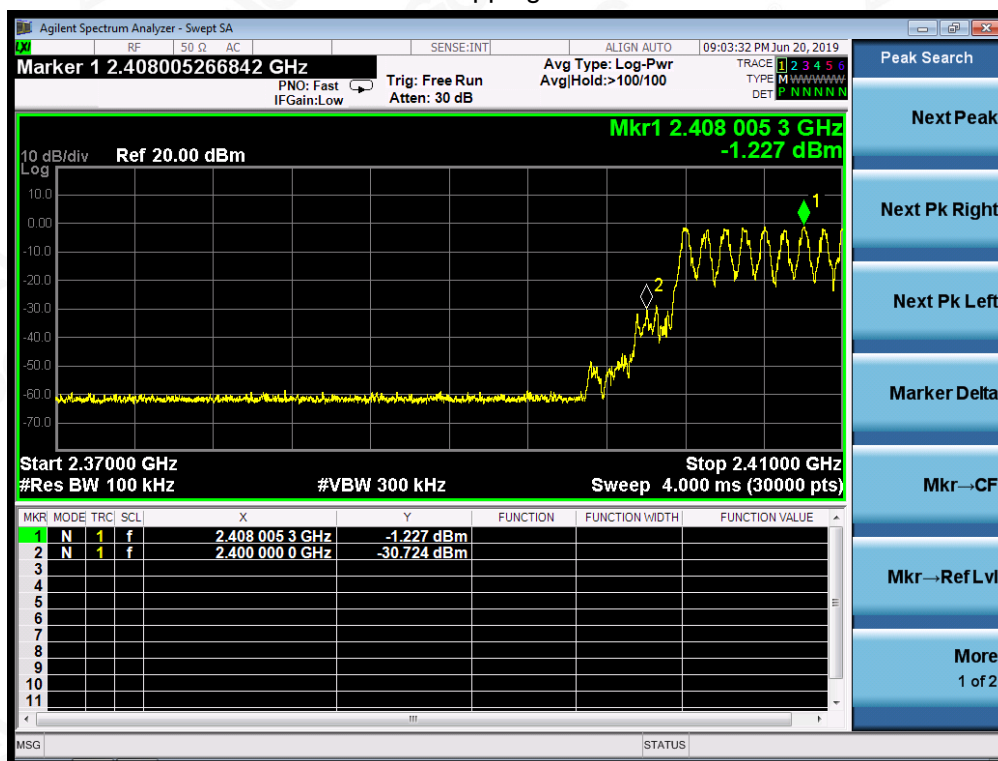 Agilent Spectrum Analyzer - Swept SA
LXI RF 50 Ω AC SENSE:INT ALIGN AUTO 09:03:32 PM Jun 20, 2019
Marker 1 2.408005266842 GHz
PNO: Fast
IFGain:Low
Trig: Free Run
Atten: 30 dB
Avg Type: Log-Pwr
Avg|Hold:>100/100
TRACE 1 2 3 4 5 6
TYPE M WWWWW
DET P N N N N N
Mkr1 2.408 005 3 GHz
-1.227 dBm
10 dB/div Ref 20.00 dBm
Log
10.0
0.00
-10.0
-20.0
-30.0
-40.0
-50.0
-60.0
-70.0
1
2
Start 2.37000 GHz Stop 2.41000 GHz
#Res BW 100 kHz #VBW 300 kHz Sweep 4.000 ms (30000 pts)
MKR MODE TRC SCL X Y FUNCTION FUNCTION WIDTH FUNCTION VALUE
1 N 1 f 2.408 005 3 GHz -1.227 dBm
2 N 1 f 2.400 000 0 GHz -30.724 dBm
3
4
5
6
7
8
9
10
11
MSG STATUS
Peak Search
Next Peak
Next Pk Right
Next Pk Left
Marker Delta
Mkr→CF
Mkr→Ref Lvl
More
1 of 2